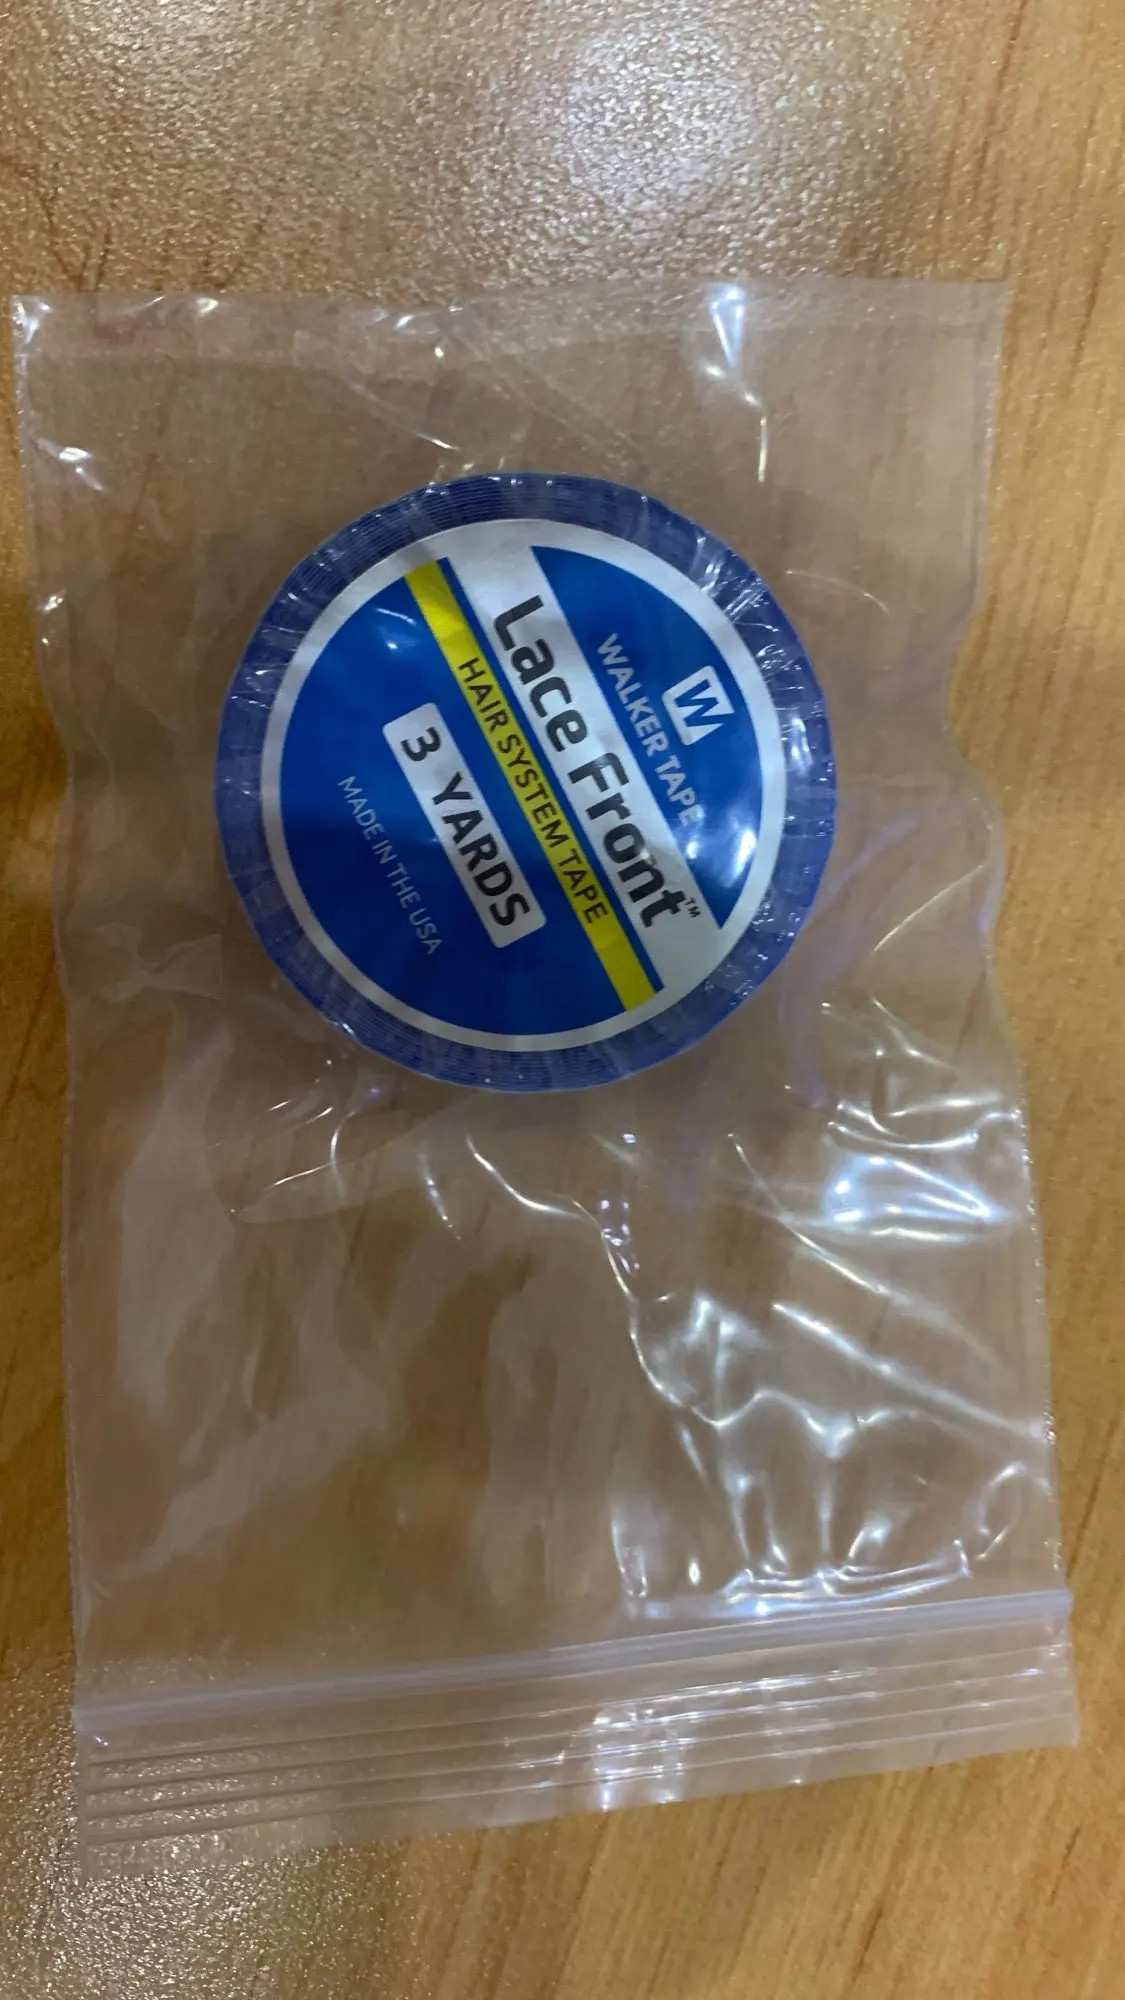 W
WALKER TAPE
Lace Front™
HAIR SYSTEM TAPE
3 YARDS
MADE IN THE USA